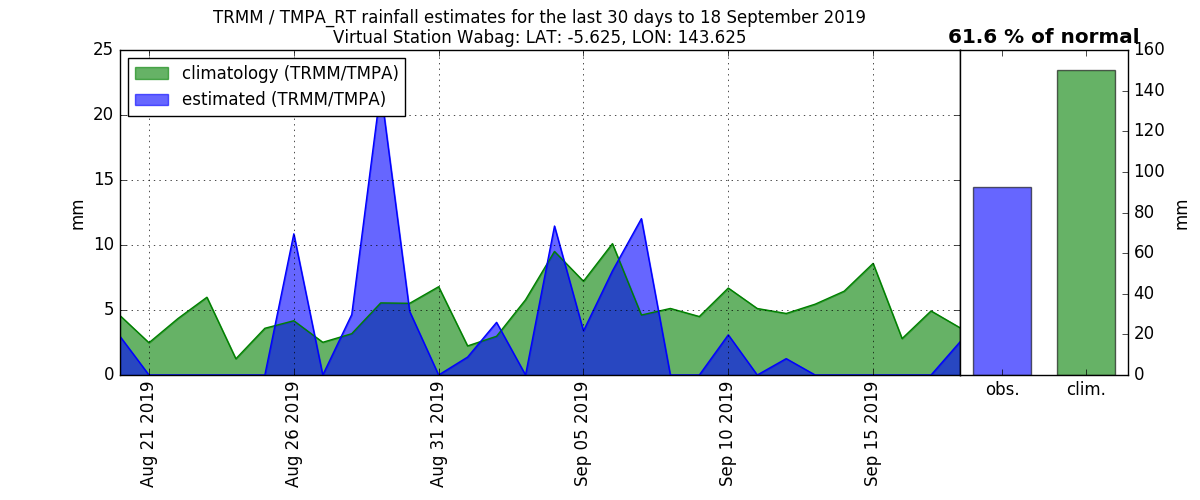 TRMM / TMPA_RT rainfall estimates for the last 30 days to 18 September 2019
Virtual Station Wabag: LAT: -5.625, LON: 143.625
61.6 % of normal
climatology (TRMM/TMPA)
estimated (TRMM/TMPA)
25
20
15
10
5
0
mm
Aug 21 2019
Aug 26 2019
Aug 31 2019
Sep 05 2019
Sep 10 2019
Sep 15 2019
obs.
clim.
160
140
120
100
80
60
40
20
0
mm